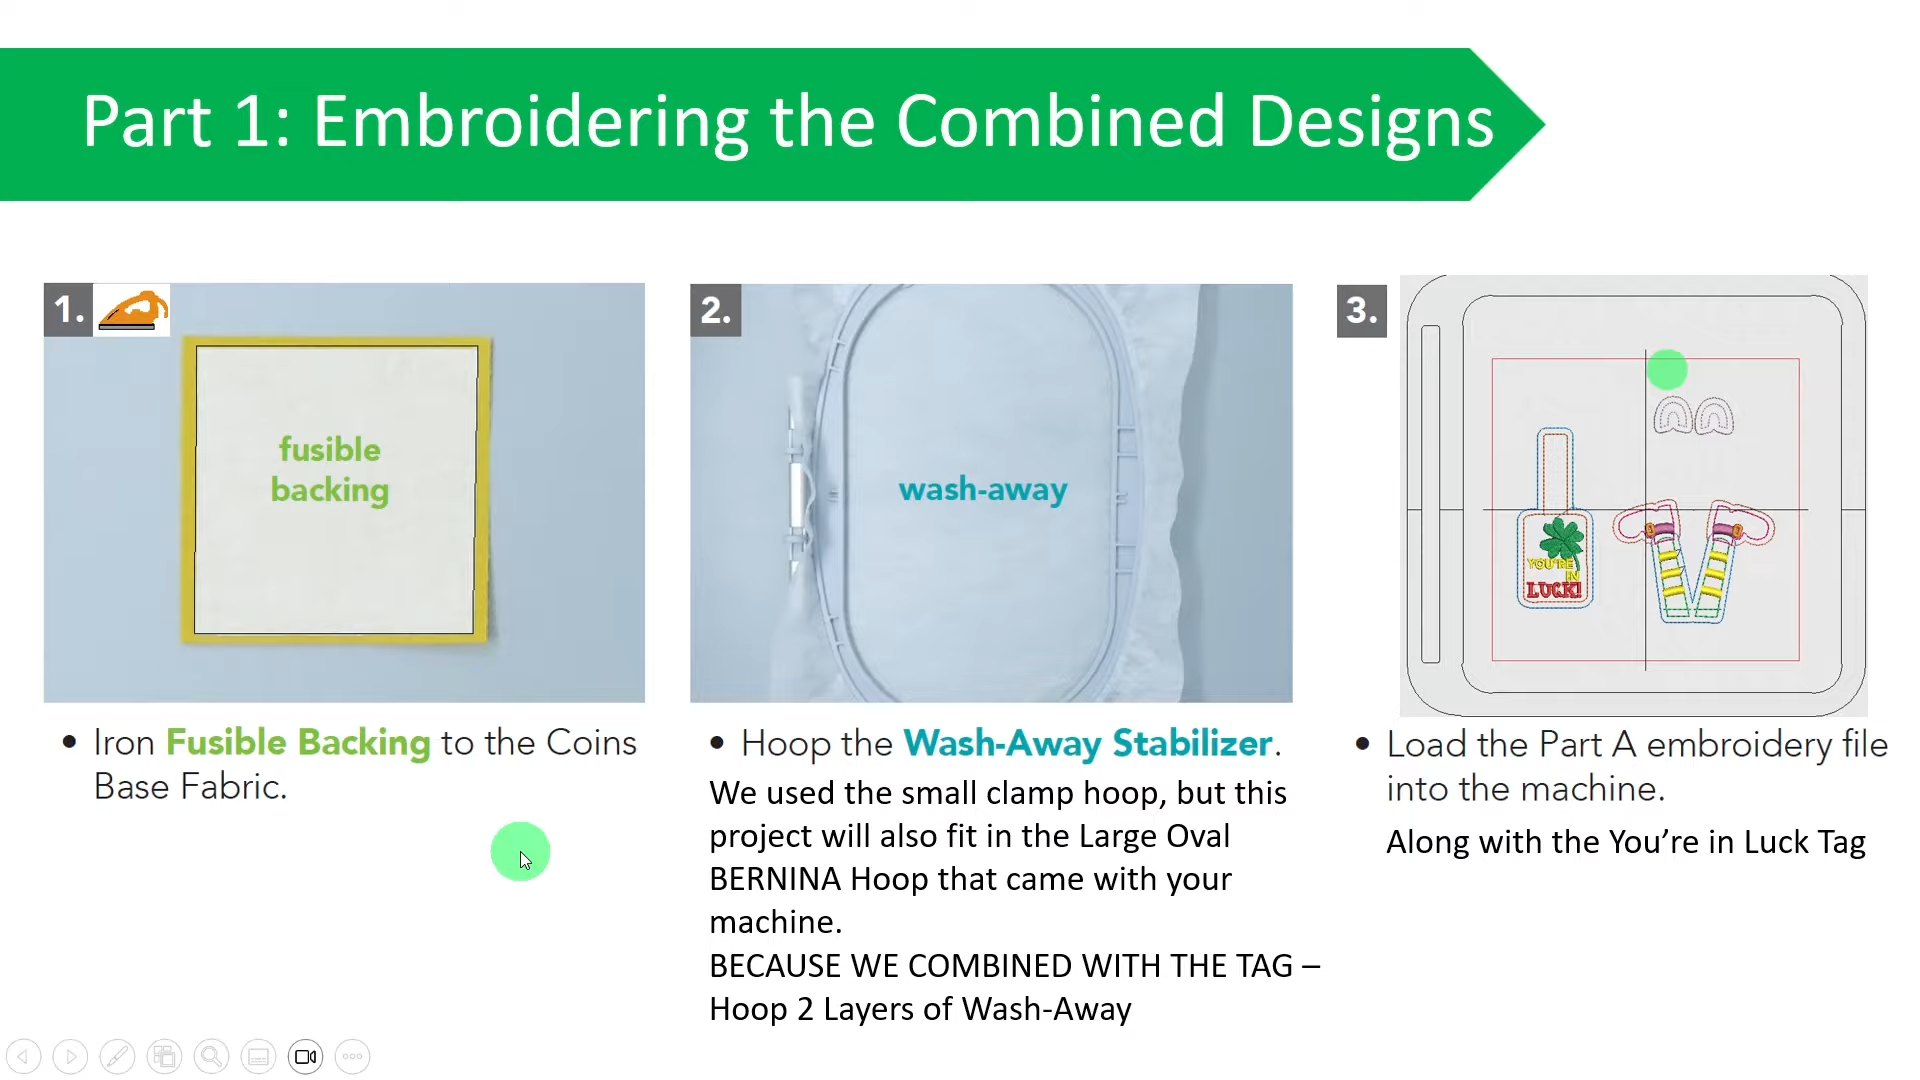 Part 1: Embroidering the Combined Designs
1.
fusible
backing
• Iron Fusible Backing to the Coins
Base Fabric.
2.
wash-away
• Hoop the Wash-Away Stabilizer.
We used the small clamp hoop, but this
project will also fit in the Large Oval
BERNINA Hoop that came with your
machine.
BECAUSE WE COMBINED WITH THE TAG –
Hoop 2 Layers of Wash-Away
3.
YOU'RE
IN
LUCK!
• Load the Part A embroidery file
into the machine.
Along with the You’re in Luck Tag